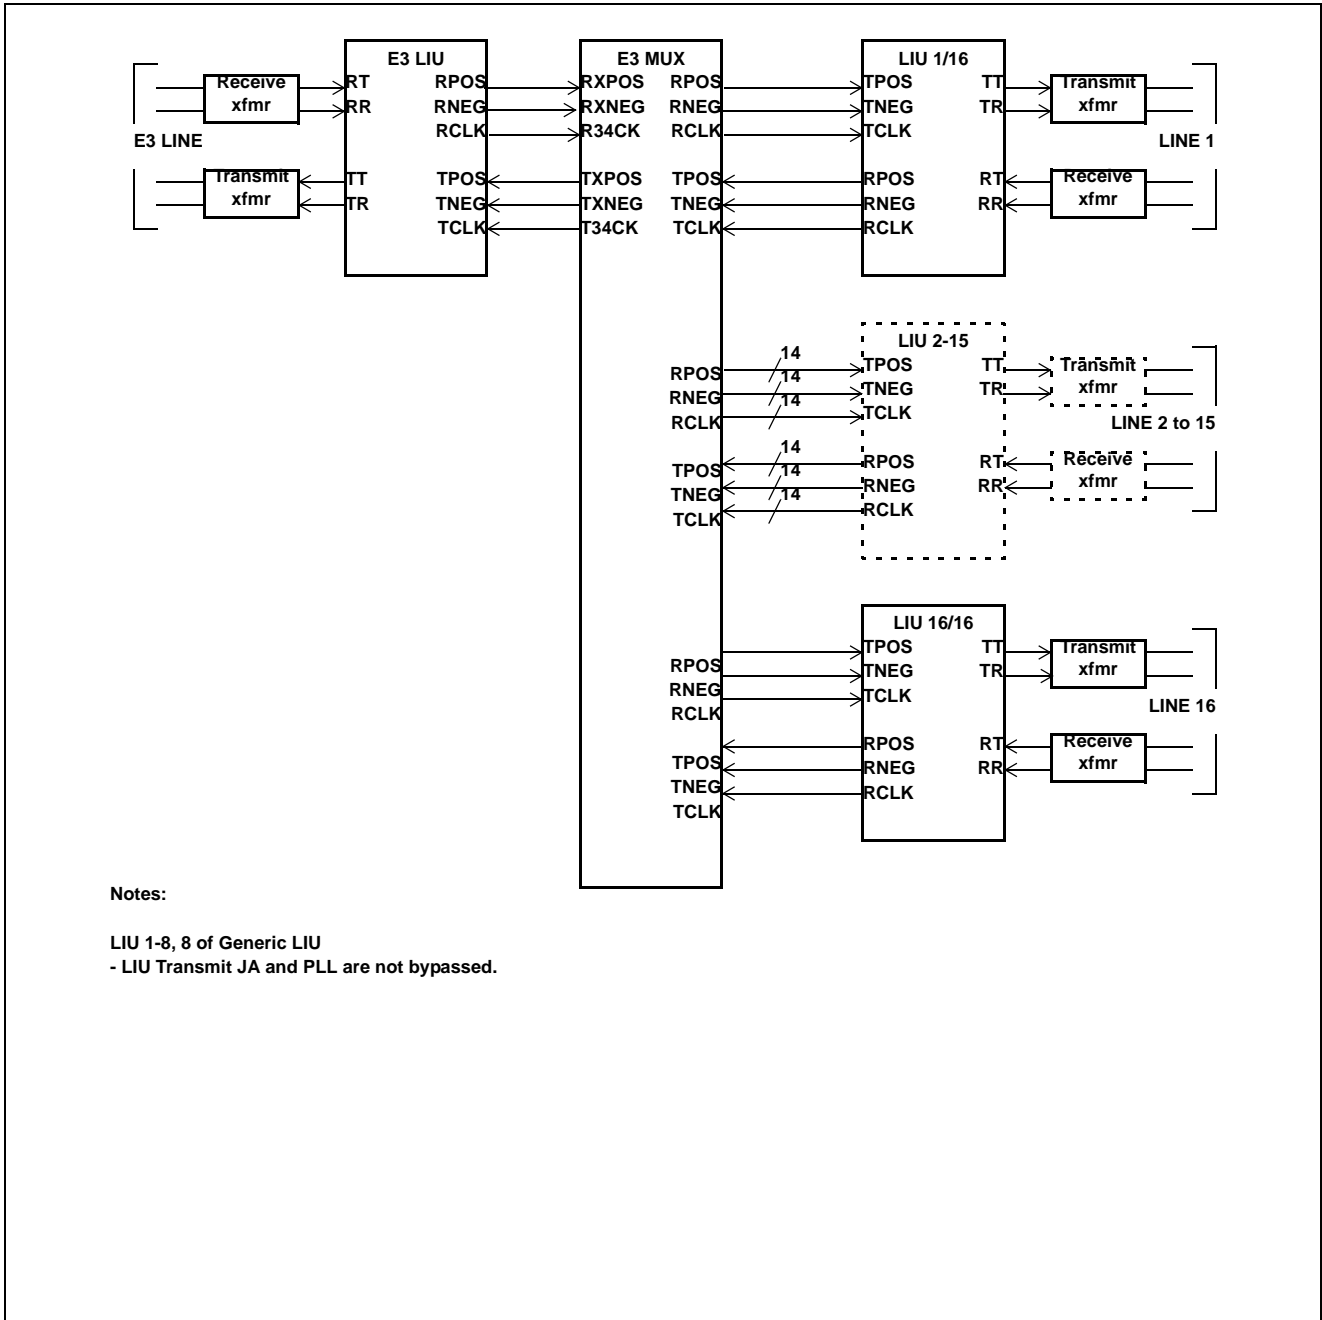 E3 LIU
E3 MUX
LIU 1/16
Receive
xfmr
RT
RR
RPOS
RNEG
RCLK
RXPOS
RXNEG
R34CK
RPOS
RNEG
RCLK
TPOS
TNEG
TCLK
TT
TR
Transmit
xfmr
E3 LINE
LINE 1
Transmit
xfmr
TT
TR
TPOS
TNEG
TCLK
TXPOS
TXNEG
T34CK
TPOS
TNEG
TCLK
RPOS
RNEG
RCLK
RT
RR
Receive
xfmr
LIU 2-15
RPOS
RNEG
RCLK
14
14
14
TPOS
TNEG
TCLK
TT
TR
Transmit
xfmr
LINE 2 to 15
TPOS
TNEG
TCLK
14
14
14
RPOS
RNEG
RCLK
RT
RR
Receive
xfmr
LIU 16/16
RPOS
RNEG
RCLK
TPOS
TNEG
TCLK
TT
TR
Transmit
xfmr
LINE 16
TPOS
TNEG
TCLK
RPOS
RNEG
RCLK
RT
RR
Receive
xfmr
Notes:
LIU 1-8, 8 of Generic LIU
- LIU Transmit JA and PLL are not bypassed.